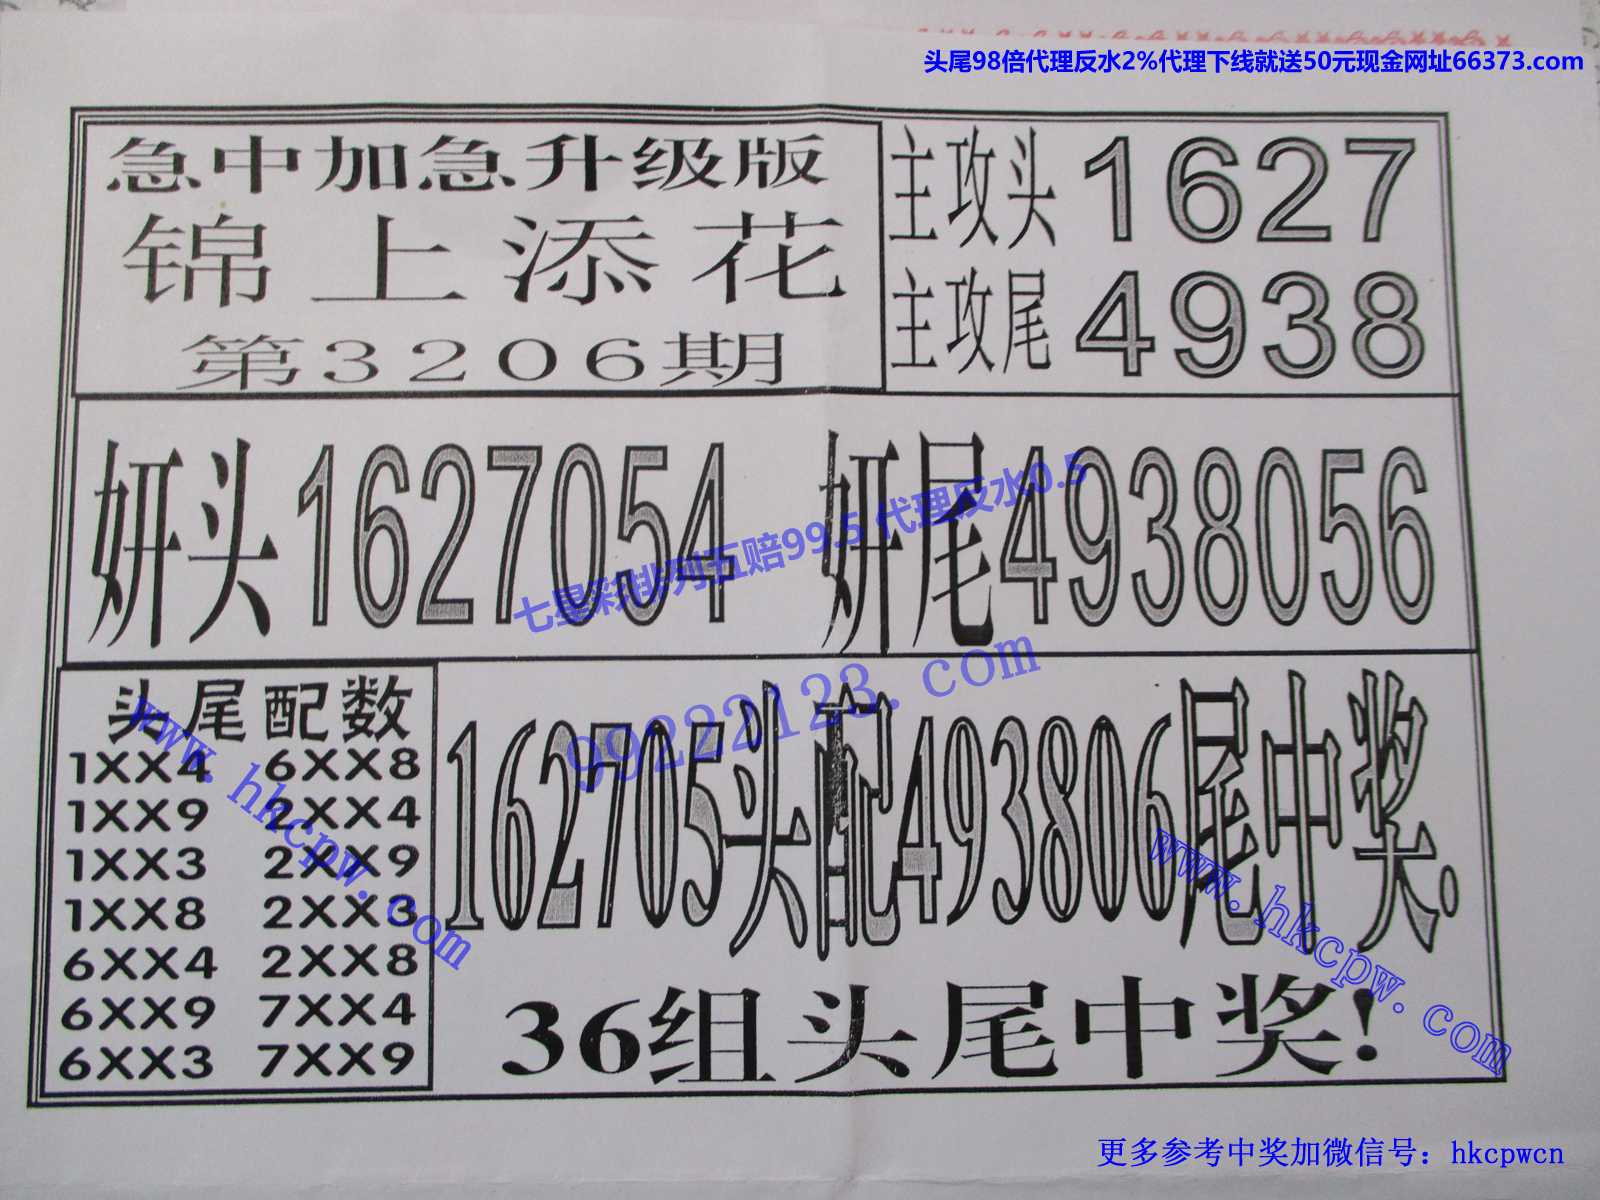 头尾98倍代理反水2%代理下线就送50元现金网址66373.com
急中加急升级版
锦上添花
第3206期
主攻头1627
主攻尾4938
妍头1627054 妍尾4938056
七星彩排列五赔99.5 代理反水0.5
99222123.com
头尾配数
1XX4 6XX8
1XX9 2XX4
1XX3 2XX9
1XX8 2XX3
6XX4 2XX8
6XX9 7XX4
6XX3 7XX9
www.hkcpw.com
162705头配493806尾中奖.
www.hkcpw.com
36组头尾中奖!
更多参考中奖加微信号：hkcpwcn